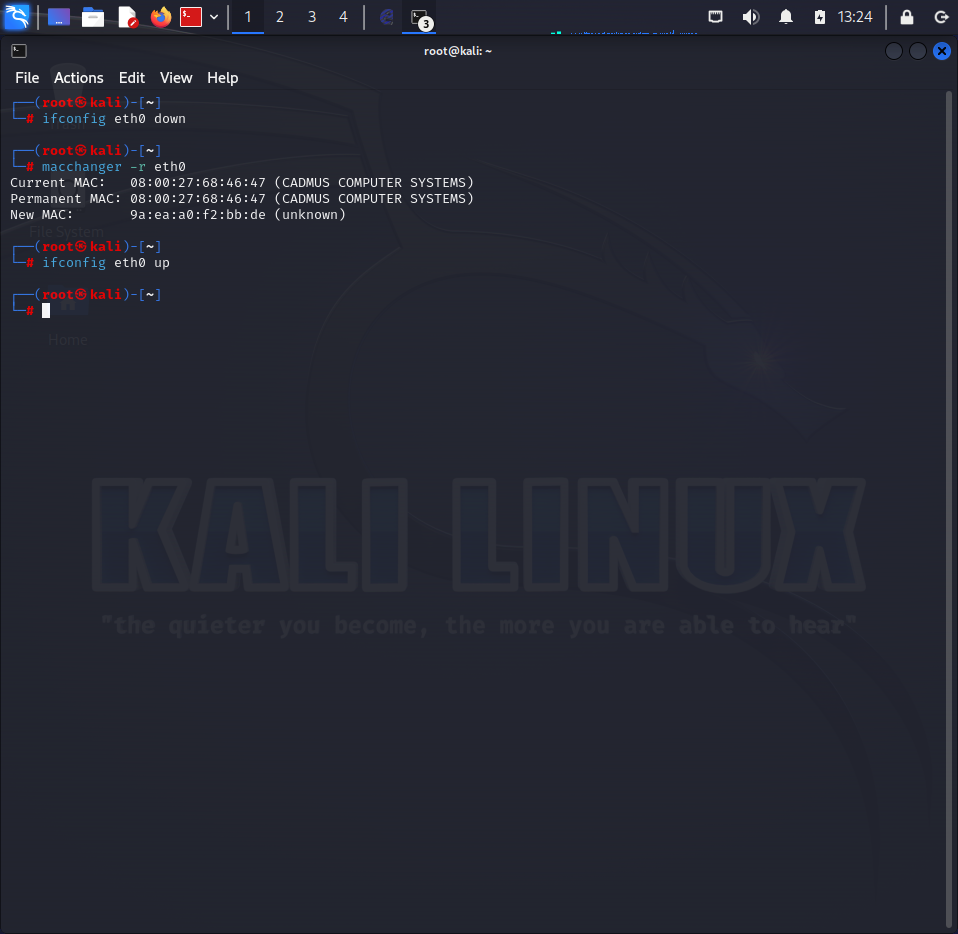 1 2 3 4 3 13:24
root@kali: ~
File Actions Edit View Help
┌──(root㉿kali)-[~]
└─# ifconfig eth0 down
┌──(root㉿kali)-[~]
└─# macchanger -r eth0
Current MAC:   08:00:27:68:46:47 (CADMUS COMPUTER SYSTEMS)
Permanent MAC: 08:00:27:68:46:47 (CADMUS COMPUTER SYSTEMS)
New MAC:       9a:ea:a0:f2:bb:de (unknown)
File System
┌──(root㉿kali)-[~]
└─# ifconfig eth0 up
┌──(root㉿kali)-[~]
└─#
Home
KALI LINUX
"the quieter you become, the more you are able to hear"